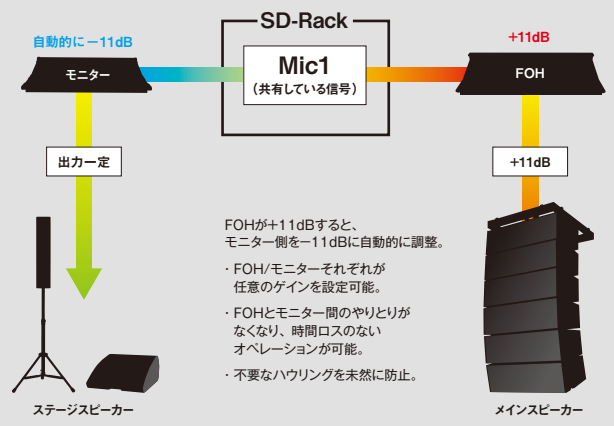 SD-Rack
自動的に－11dB
+11dB
モニター
Mic1
（共有している信号）
FOH
出力一定
+11dB
FOHが＋11dBすると、
モニター側を－11dBに自動的に調整。
・FOH/モニターそれぞれが
任意のゲインを設定可能。
・FOHとモニター間のやりとりが
なくなり、時間ロスのない
オペレーションが可能。
・不要なハウリングを未然に防止。
ステージスピーカー
メインスピーカー